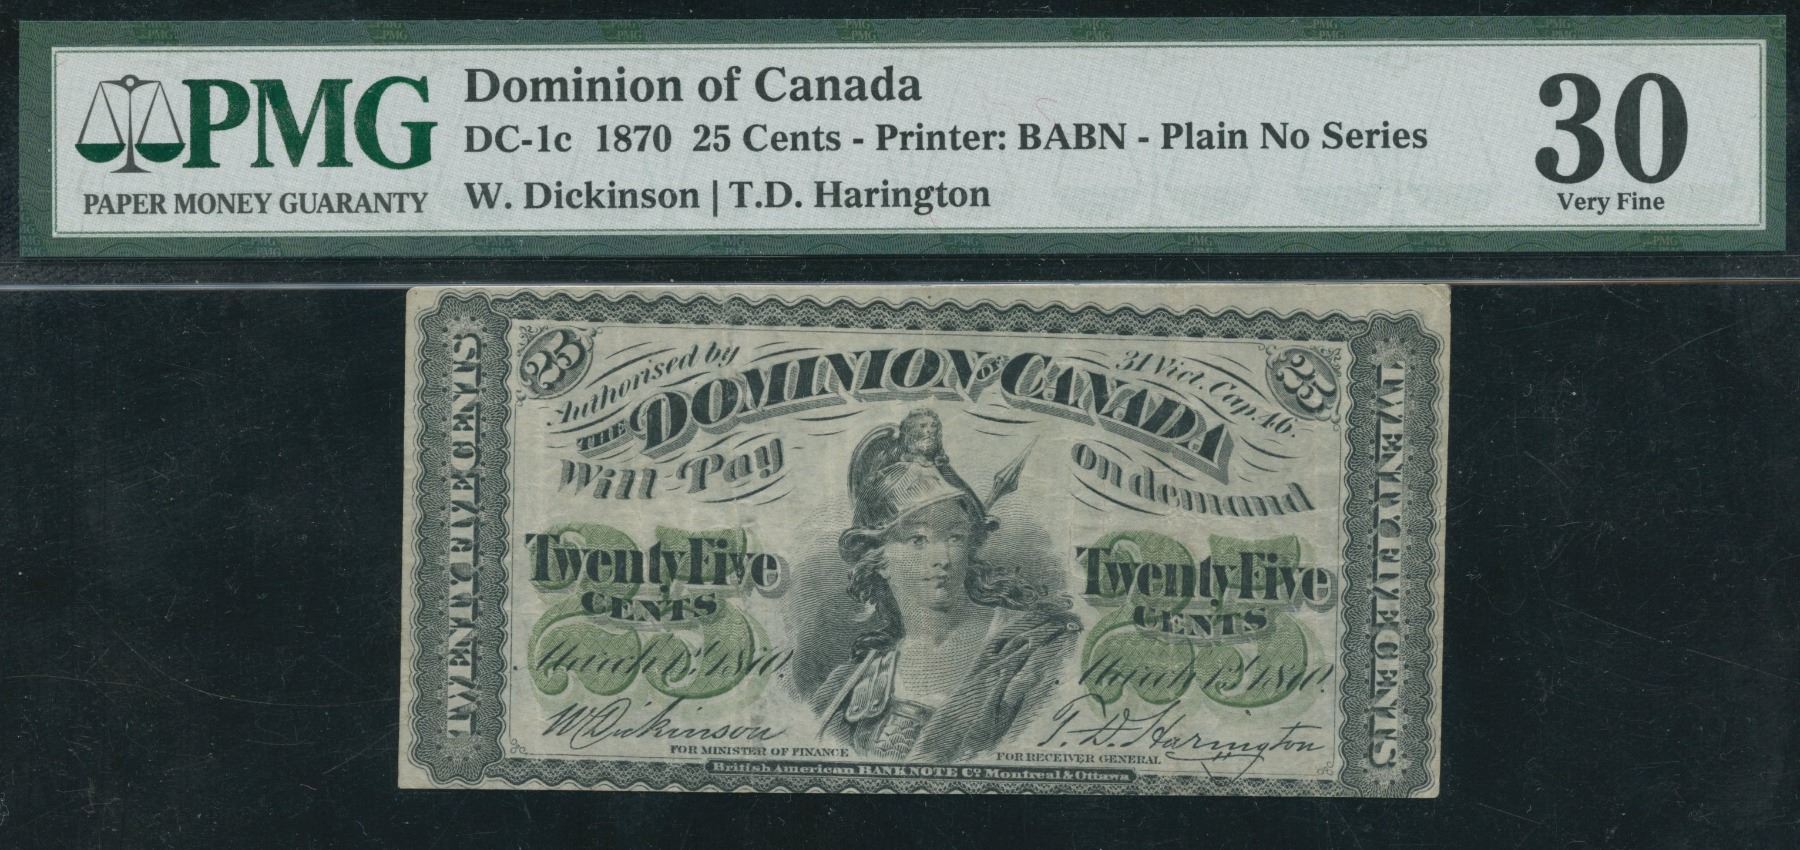 PMG
PAPER MONEY GUARANTY
Dominion of Canada
DC-1c 1870 25 Cents - Printer: BABN - Plain No Series
W. Dickinson | T.D. Harington
30
Very Fine
25
25
Authorised by
31 Vict. Cap. 46.
THE DOMINION OF CANADA
Will Pay
on demand
TWENTY FIVE CENTS
TWENTY FIVE CENTS
25
Twenty Five
CENTS
25
Twenty Five
CENTS
March 1st, 1870.
March 1st, 1870.
W Dickinson
FOR MINISTER OF FINANCE
T. D. Harington
FOR RECEIVER GENERAL
British American BANK NOTE Co. Montreal & Ottawa